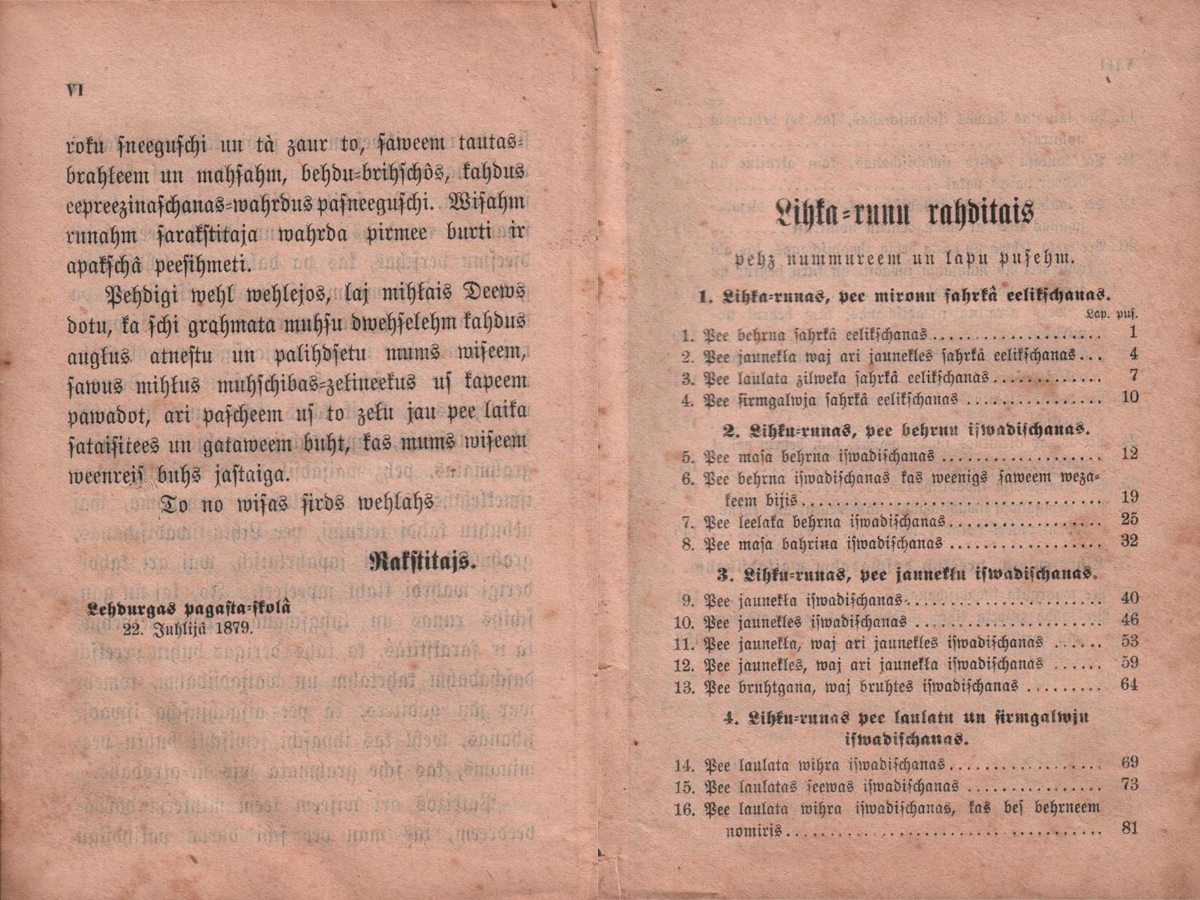 VI
roku sneeguſchi un tà zaur to, ſaweem tautas-
brahleem un mahſahm, behdu-brihſchôs, kahdus
eepreezinaſchanas-wahrdus paſneeguſchi. Wiſahm
runahm ſarakſtitaja wahrda pirmee burti ir
apakſchâ peeſihmeti.
Pehdigi wehl wehlejos, laj mihkais Deews
dotu, ka ſchi grahmata muhſu dwehſelehm kahdus
auglus atneſtu un palihdſetu mums wiſeem,
ſawus mihlus muhſchibas-zekineekus uſ kapeem
pawadot, ari paſcheem uſ to zelu jau pee laika
ſataiſitees un gataweem buht, kas mums wiſeem
weenreiſ buhs jaſtaiga.
To no wiſas ſirds wehlahs
Rakſtitajs.
Lehdurgas pagaſta-ſkolâ
22. Juhlijâ 1879.
Lihka-runu rahditais
pehz nummureem un lapu puſehm.
1. Lihka-runas, pee mironu ſahrkâ eelikſchanas.
Lap. puſ.
1. Pee behrna ſahrkâ eelikſchanas . . . . . . . . . . . . . . . 1
2. Pee jaunekla waj ari jaunekles ſahrkâ eelikſchanas . . . 4
3. Pee laulata zilweka ſahrkâ eelikſchanas . . . . . . . . . . 7
4. Pee ſirmgalwja ſahrkâ eelikſchanas . . . . . . . . . . . . . 10
2. Lihku-runas, pee behrnu iſwadiſchanas.
5. Pee maſa behrna iſwadiſchanas . . . . . . . . . . . . . . . 12
6. Pee behrna iſwadiſchanas kas weenigs ſaweem weza-
keem bijis . . . . . . . . . . . . . . . . . . . . . . . . . . . 19
7. Pee leelaka behrna iſwadiſchanas . . . . . . . . . . . . . . 25
8. Pee maſa bahrina iſwadiſchanas . . . . . . . . . . . . . . . 32
3. Lihku-runas, pee jauneklu iſwadiſchanas.
9. Pee jaunekla iſwadiſchanas . . . . . . . . . . . . . . . . . 40
10. Pee jaunekles iſwadiſchanas . . . . . . . . . . . . . . . . 46
11. Pee jaunekla, waj ari jaunekles iſwadiſchanas . . . . . 53
12. Pee jaunekles, waj ari jaunekla iſwadiſchanas . . . . . 59
13. Pee bruhtgana, waj bruhtes iſwadiſchanas . . . . . . . . 64
4. Lihku-runas pee laulatu un ſirmgalwju
iſwadiſchanas.
14. Pee laulata wihra iſwadiſchanas . . . . . . . . . . . . . . 69
15. Pee laulatas ſeewas iſwadiſchanas . . . . . . . . . . . . . 73
16. Pee laulata wihra iſwadiſchanas, kas beſ behrneem
nomiris . . . . . . . . . . . . . . . . . . . . . . . . . . . . 81